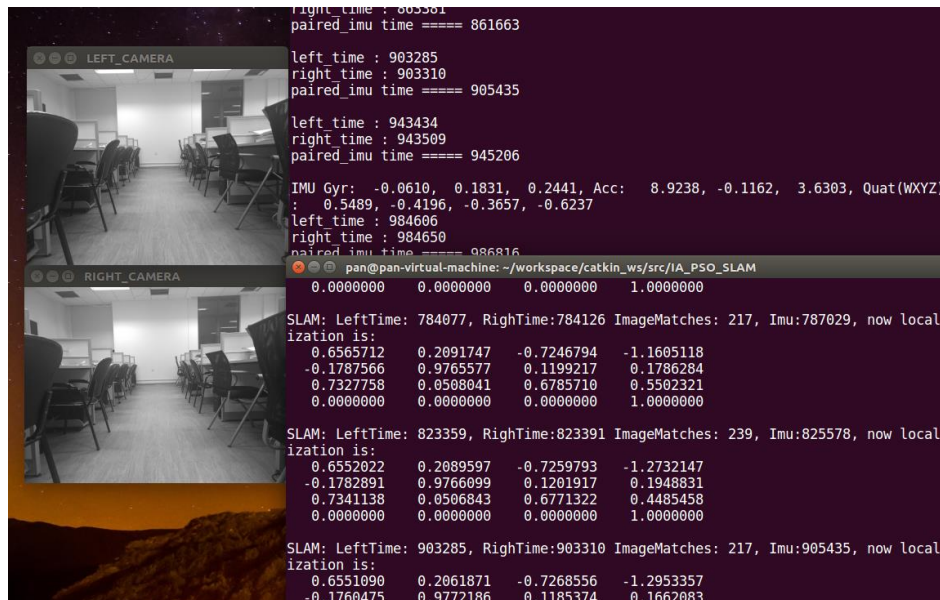 LEFT_CAMERA
RIGHT_CAMERA
right_time : 863381
paired_imu time ===== 861663
left_time : 903285
right_time : 903310
paired_imu time ===== 905435
left_time : 943434
right_time : 943509
paired_imu time ===== 945206
IMU Gyr:  -0.0610,  0.1831,  0.2441, Acc:   8.9238, -0.1162,  3.6303, Quat(WXYZ)
:   0.5489, -0.4196, -0.3657, -0.6237
left_time : 984606
right_time : 984650
paired_imu time ===== 986816
pan@pan-virtual-machine: ~/workspace/catkin_ws/src/IA_PSO_SLAM
0.0000000    0.0000000    0.0000000    1.0000000
SLAM: LeftTime: 784077, RighTime:784126 ImageMatches: 217, Imu:787029, now local
ization is:
0.6565712    0.2091747   -0.7246794   -1.1605118
-0.1787566    0.9765577    0.1199217    0.1786284
0.7327758    0.0508041    0.6785710    0.5502321
0.0000000    0.0000000    0.0000000    1.0000000
SLAM: LeftTime: 823359, RighTime:823391 ImageMatches: 239, Imu:825578, now local
ization is:
0.6552022    0.2089597   -0.7259793   -1.2732147
-0.1782891    0.9766099    0.1201917    0.1948831
0.7341138    0.0506843    0.6771322    0.4485458
0.0000000    0.0000000    0.0000000    1.0000000
SLAM: LeftTime: 903285, RighTime:903310 ImageMatches: 217, Imu:905435, now local
ization is:
0.6551090    0.2061871   -0.7268556   -1.2953357
-0.1760475    0.9772186    0.1185374    0.1662083